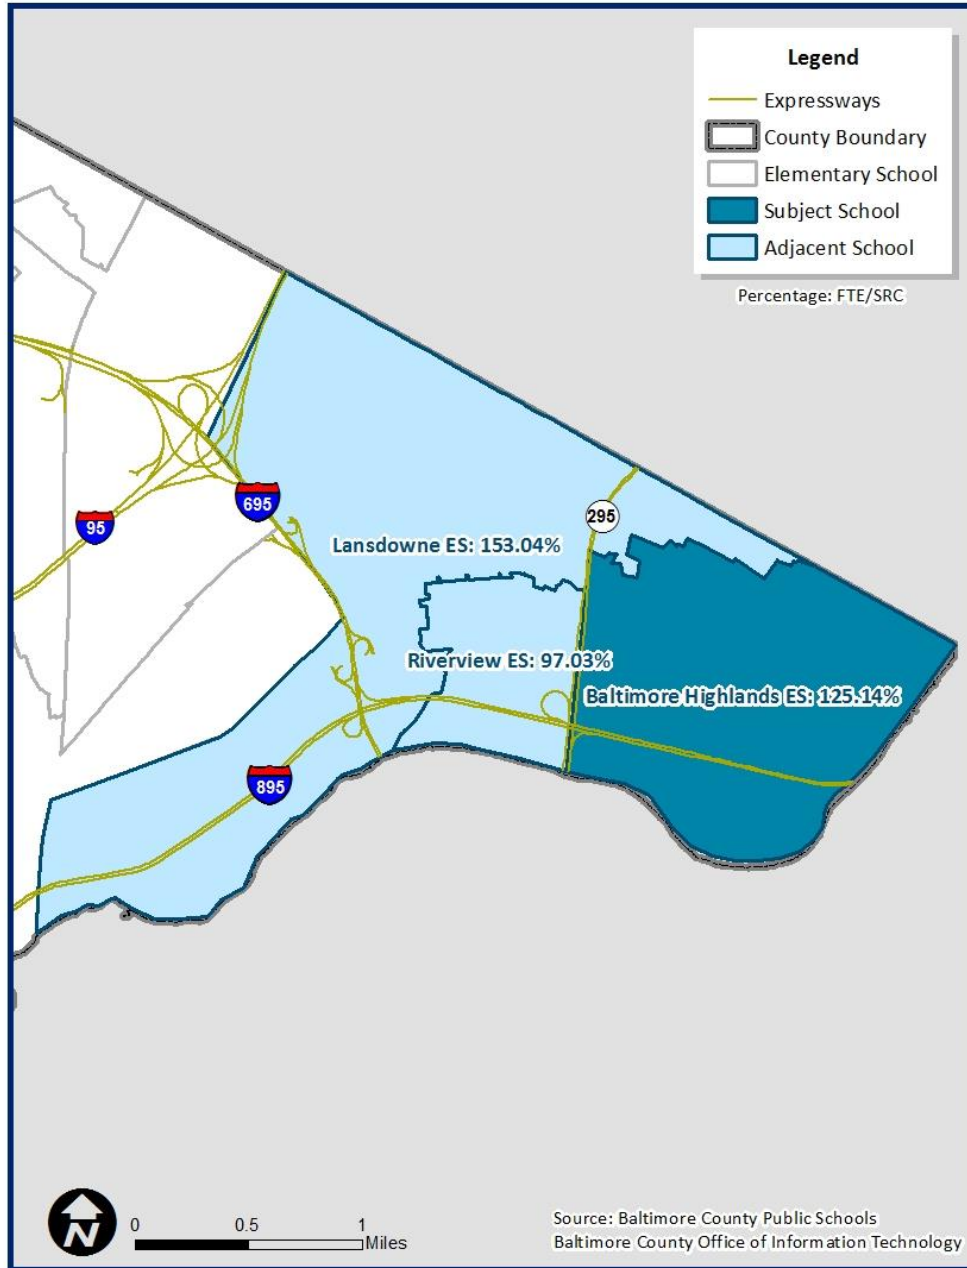 Legend
Expressways
County Boundary
Elementary School
Subject School
Adjacent School
Percentage: FTE/SRC
695
95
295
Lansdowne ES: 153.04%
Riverview ES: 97.03%
Baltimore Highlands ES: 125.14%
895
N
0 0.5 1
Miles
Source: Baltimore County Public Schools
Baltimore County Office of Information Technology